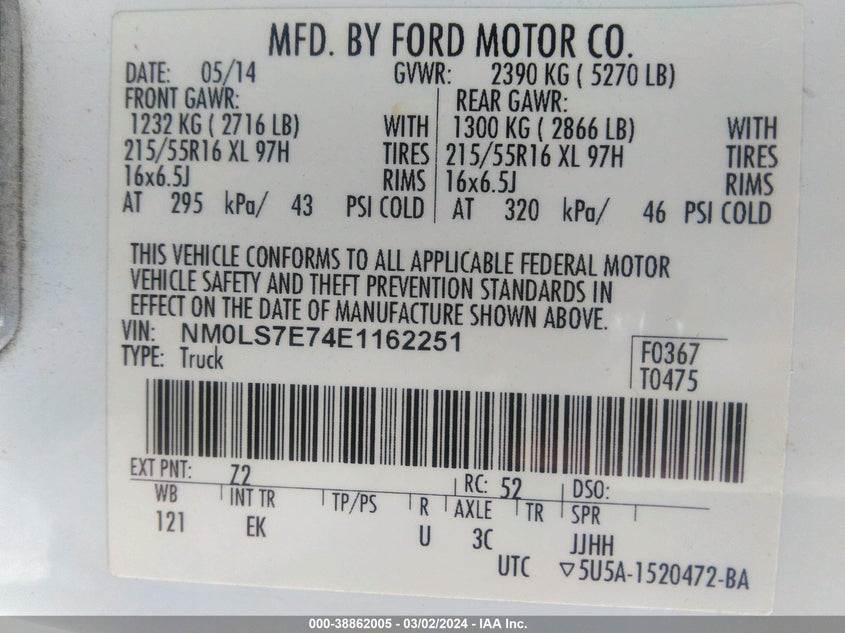 MFD. BY FORD MOTOR CO.
DATE: 05/14 GVWR: 2390 KG ( 5270 LB)
FRONT GAWR: REAR GAWR:
1232 KG ( 2716 LB) WITH 1300 KG ( 2866 LB) WITH
215/55R16 XL 97H TIRES 215/55R16 XL 97H TIRES
16x6.5J RIMS 16x6.5J RIMS
AT 295 kPa/ 43 PSI COLD AT 320 kPa/ 46 PSI COLD
THIS VEHICLE CONFORMS TO ALL APPLICABLE FEDERAL MOTOR
VEHICLE SAFETY AND THEFT PREVENTION STANDARDS IN
EFFECT ON THE DATE OF MANUFACTURE SHOWN ABOVE.
VIN: NM0LS7E74E1162251
TYPE: Truck
F0367
T0475
EXT PNT: Z2 RC: 52 DSO:
WB INT TR TP/PS R AXLE TR SPR
121 EK U 3C JJHH
UTC ▽5U5A-1520472-BA
000-38862005 — 03/02/2024 — IAA Inc.